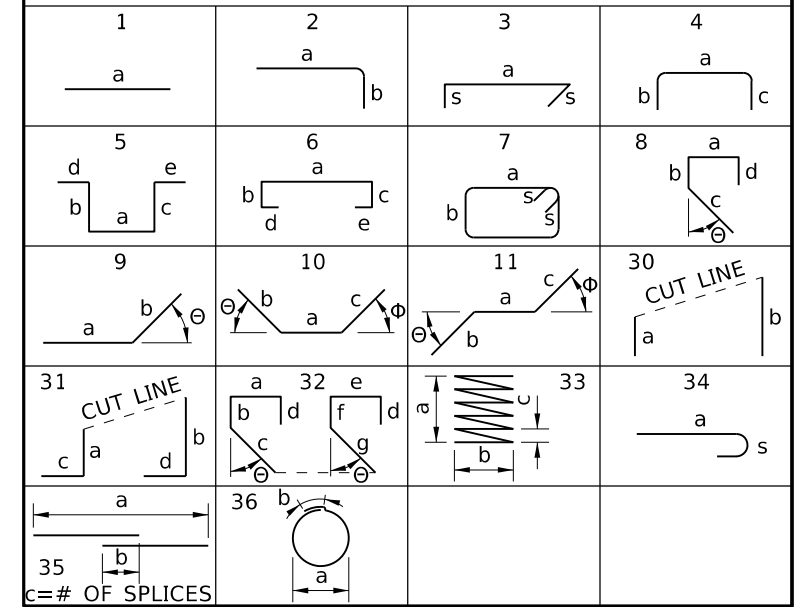 1
a
2
a
b
3
a
s
s
4
a
b
c
5
d
e
b
a
c
6
a
b
c
d
e
7
a
b
s
s
8
a
b
d
c
Θ
9
a
b
Θ
10
Θ
b
a
c
Φ
11
Θ
b
a
c
Φ
30
CUT LINE
a
b
31
CUT LINE
c
a
d
b
32
a
b
d
c
Θ
e
f
d
g
Θ
33
a
b
c
34
a
s
35
a
b
c=# OF SPLICES
36
b
a